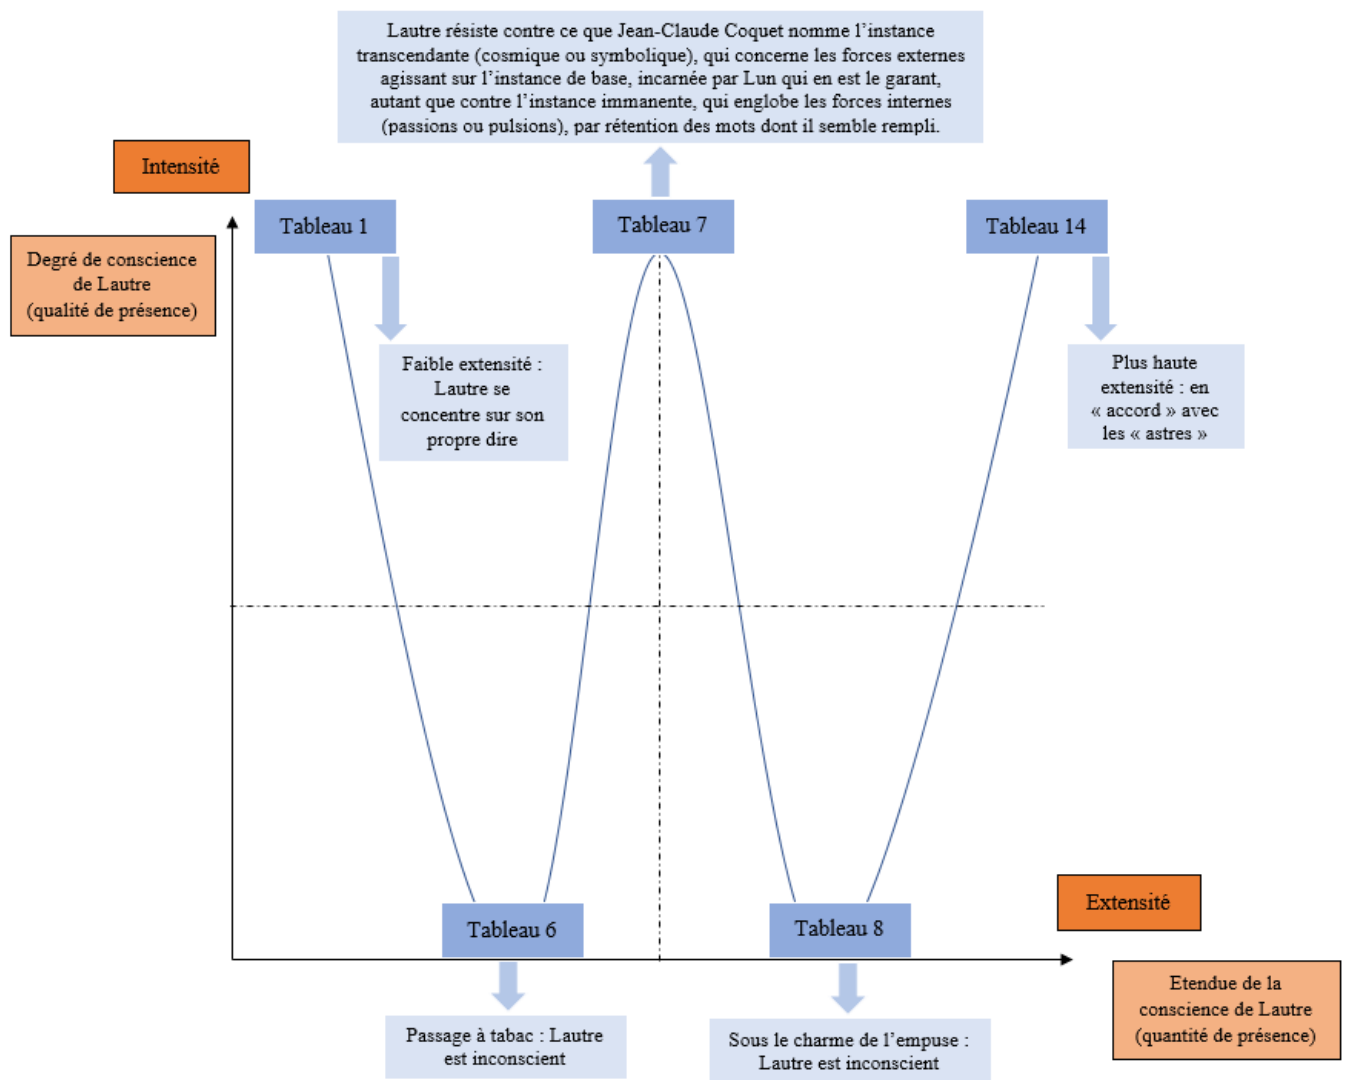 Lautre résiste contre ce que Jean-Claude Coquet nomme l’instance
transcendante (cosmique ou symbolique), qui concerne les forces externes
agissant sur l’instance de base, incarnée par Lun qui en est le garant,
autant que contre l’instance immanente, qui englobe les forces internes
(passions ou pulsions), par rétention des mots dont il semble rempli.
Intensité
Tableau 1
Tableau 7
Tableau 14
Degré de conscience
de Lautre
(qualité de présence)
Faible extensité :
Lautre se
concentre sur son
propre dire
Plus haute
extensité : en
« accord » avec
les « astres »
Extensité
Tableau 6
Tableau 8
Etendue de la
conscience de Lautre
(quantité de présence)
Passage à tabac : Lautre
est inconscient
Sous le charme de l’empuse :
Lautre est inconscient